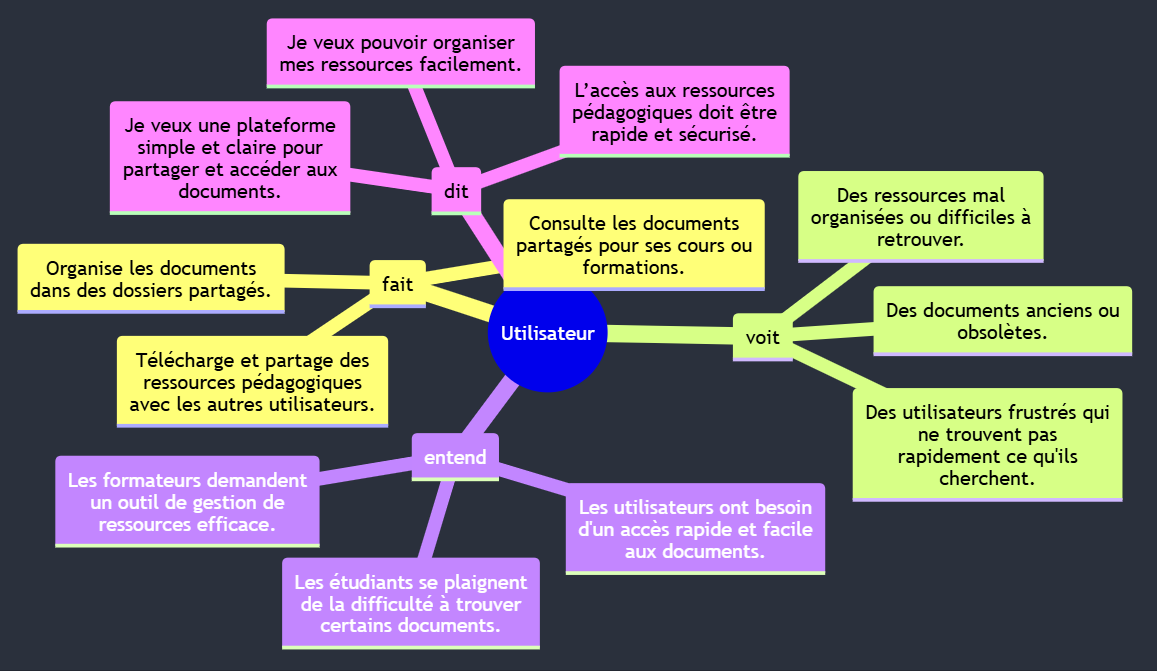 Je veux pouvoir organiser
mes ressources facilement.
L’accès aux ressources
pédagogiques doit être
rapide et sécurisé.
Je veux une plateforme
simple et claire pour
partager et accéder aux
documents.
dit
Consulte les documents
partagés pour ses cours ou
formations.
Organise les documents
dans des dossiers partagés.
fait
Télécharge et partage des
ressources pédagogiques
avec les autres utilisateurs.
Utilisateur
Des ressources mal
organisées ou difficiles à
retrouver.
voit
Des documents anciens ou
obsolètes.
Des utilisateurs frustrés qui
ne trouvent pas
rapidement ce qu'ils
cherchent.
entend
Les formateurs demandent
un outil de gestion de
ressources efficace.
Les utilisateurs ont besoin
d'un accès rapide et facile
aux documents.
Les étudiants se plaignent
de la difficulté à trouver
certains documents.